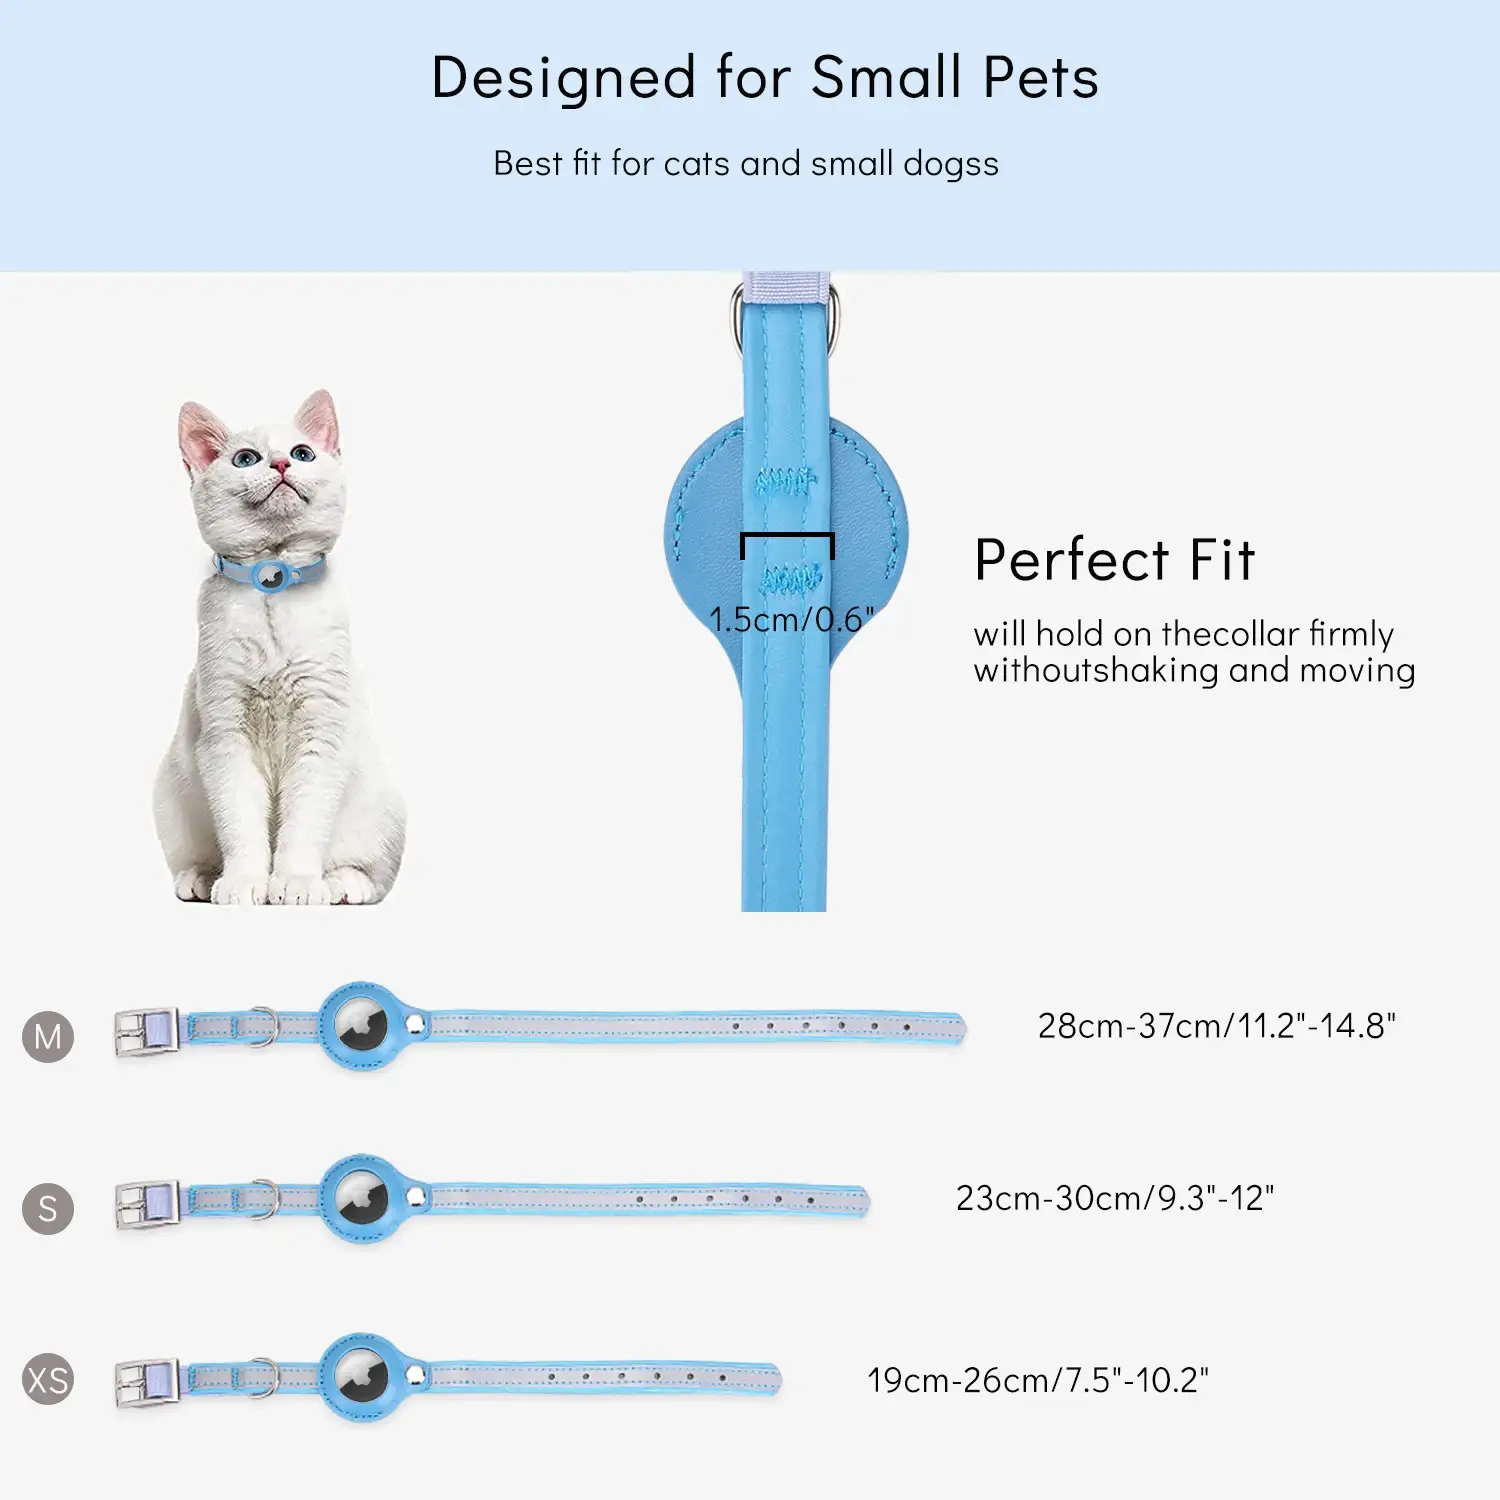 Designed for Small Pets
Best fit for cats and small dogss
1.5cm/0.6"
Perfect Fit
will hold on thecollar firmly
withoutshaking and moving
M
28cm-37cm/11.2"-14.8"
S
23cm-30cm/9.3"-12"
XS
19cm-26cm/7.5"-10.2"